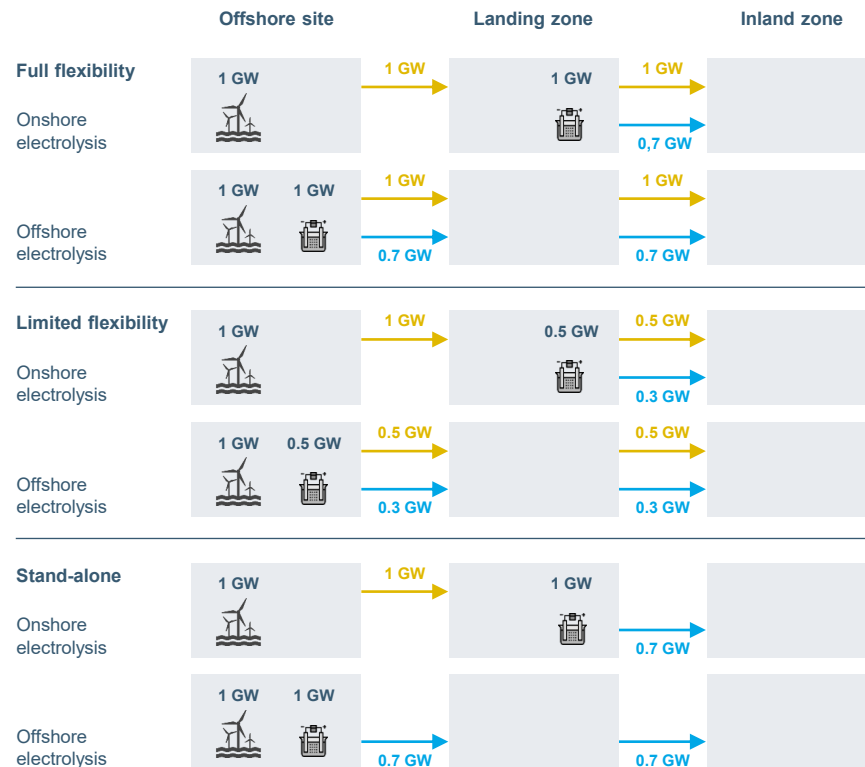 Offshore site
Landing zone
Inland zone
Full flexibility
1 GW
1 GW
1 GW
1 GW
Onshore
electrolysis
0,7 GW
1 GW
1 GW
1 GW
1 GW
Offshore
electrolysis
0.7 GW
0.7 GW
Limited flexibility
1 GW
1 GW
0.5 GW
0.5 GW
Onshore
electrolysis
0.3 GW
1 GW
0.5 GW
0.5 GW
0.5 GW
Offshore
electrolysis
0.3 GW
0.3 GW
Stand-alone
1 GW
1 GW
1 GW
Onshore
electrolysis
0.7 GW
1 GW
1 GW
Offshore
electrolysis
0.7 GW
0.7 GW